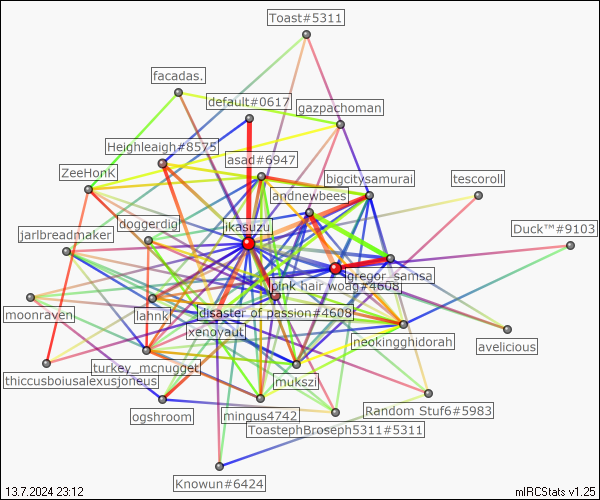 Toast#5311
facadas.
default#0617
gazpachoman
Heighleaigh#8575
asad#6947
ZeeHonK
bigcitysamurai
tescoroll
andnewbees
doggerdig
ikasuzu
Duck™#9103
jarlbreadmaker
gregor_samsa
pink hair woag#4608
moonraven
lahnk
disaster of passion#4608
xenoyaut
neokingghidorah
avelicious
turkey_mcnugget
thiccusboiusalexusjoneus
mukszi
Random Stuf6#5983
ogshroom
mingus4742
ToastephBroseph5311#5311
Knowun#6424
13.7.2024 23:12
mIRCStats v1.25